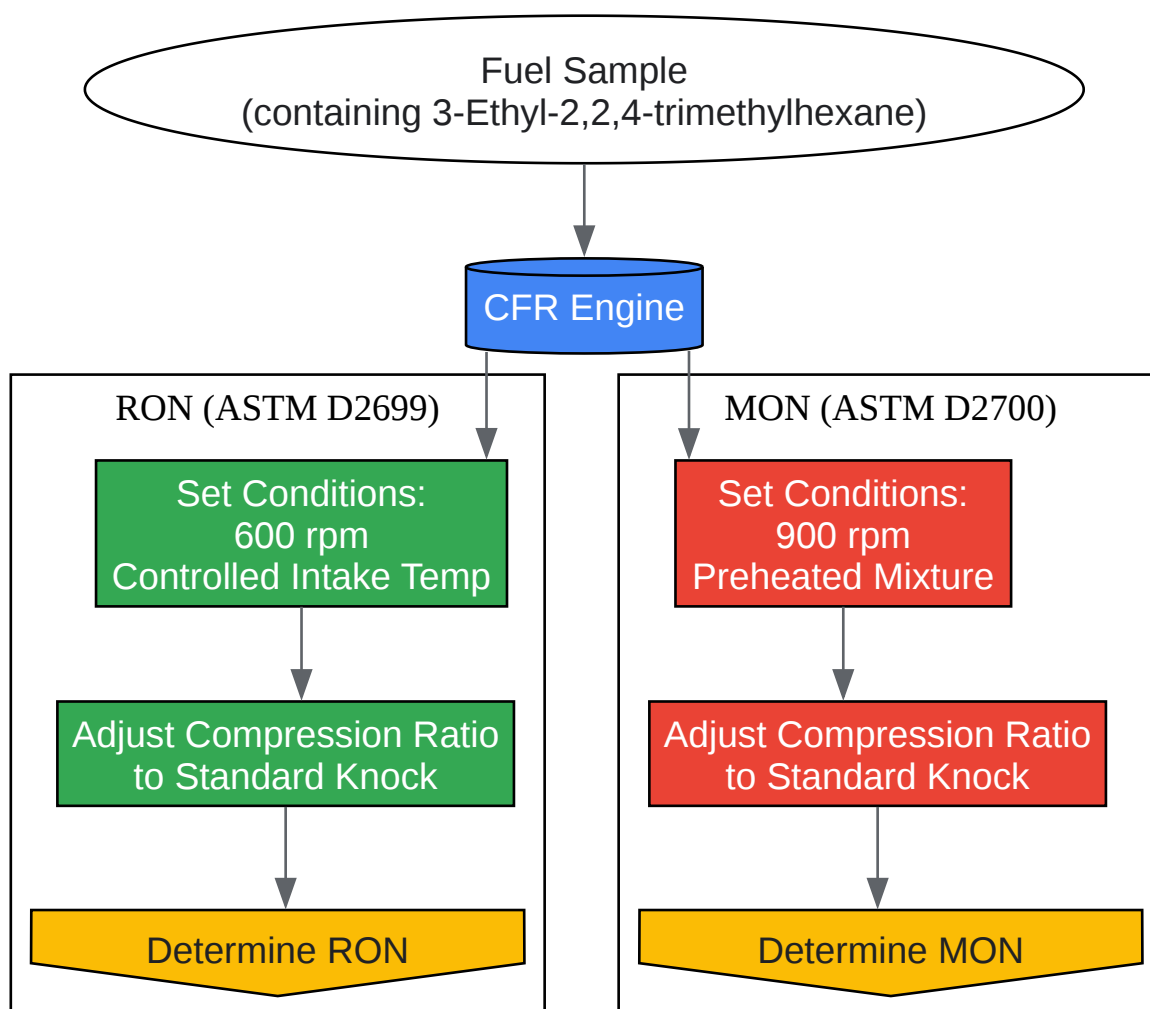 Fuel Sample
(containing 3-Ethyl-2,2,4-trimethylhexane)
CFR Engine
RON (ASTM D2699)
Set Conditions:
600 rpm
Controlled Intake Temp
Adjust Compression Ratio
to Standard Knock
Determine RON
MON (ASTM D2700)
Set Conditions:
900 rpm
Preheated Mixture
Adjust Compression Ratio
to Standard Knock
Determine MON